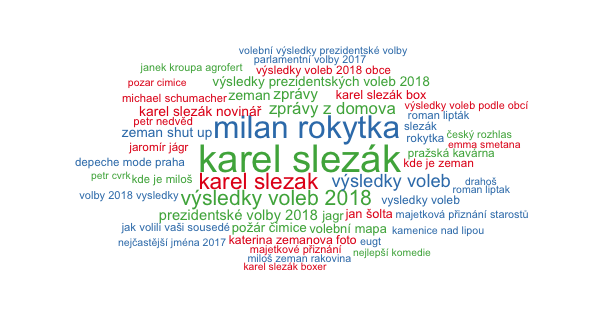 volební výsledky prezidentské volby
parlamentní volby 2017
janek kroupa agrofert
výsledky voleb 2018 obce
pozar cimice
výsledky prezidentských voleb 2018
michael schumacher
zeman
zprávy
karel slezák box
karel slezák novinář
zprávy z domova
výsledky voleb podle obcí
petr nedvěd
milan rokytka
roman lipták
zeman shut up
slezák
rokytka
český rozhlas
jaromír jágr
emma smetana
karel slezák
pražská kavárna
depeche mode praha
kde je zeman
petr cvrk
kde je miloš
karel slezak
výsledky voleb
drahoš
roman liptak
volby 2018 vysledky
výsledky voleb 2018
vysledky voleb
prezidentské volby 2018
jagr
jan šolta
majetková přiznání starostů
jak volili vaši sousedé
požár čimice
volební mapa
kamenice nad lipou
nejčastější jména 2017
katerina zemanova foto
eugt
majetkové přiznání
nejlepší komedie
miloš zeman rakovina
karel slezák boxer